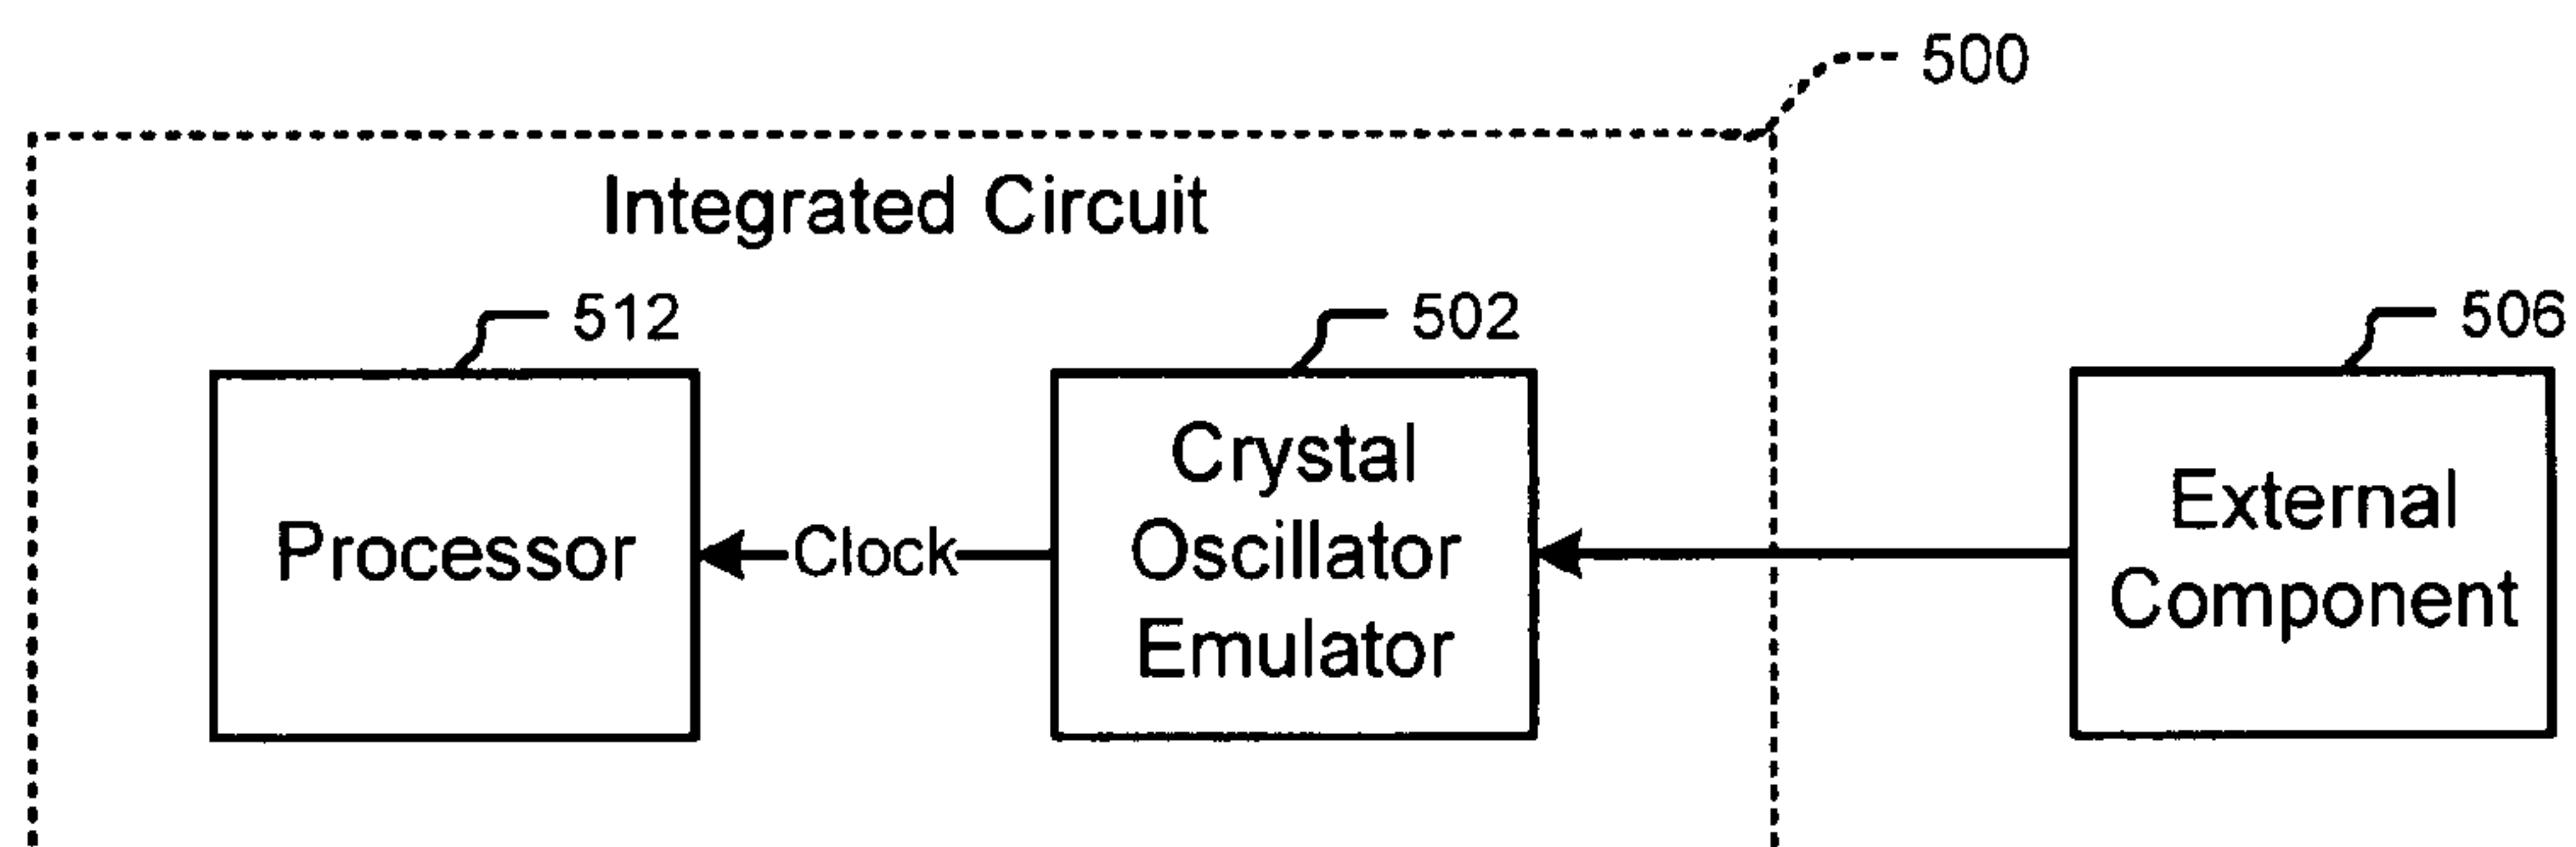 500
Integrated Circuit
512
502
506
Processor
Clock
Crystal
Oscillator
Emulator
External
Component